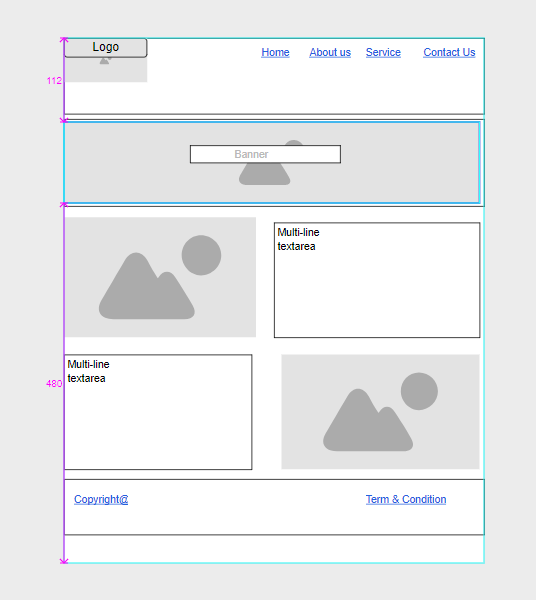 Logo
Home About us Service Contact Us
112
Banner
Multi-line
textarea
Multi-line
textarea
480
Copyright@ Term & Condition